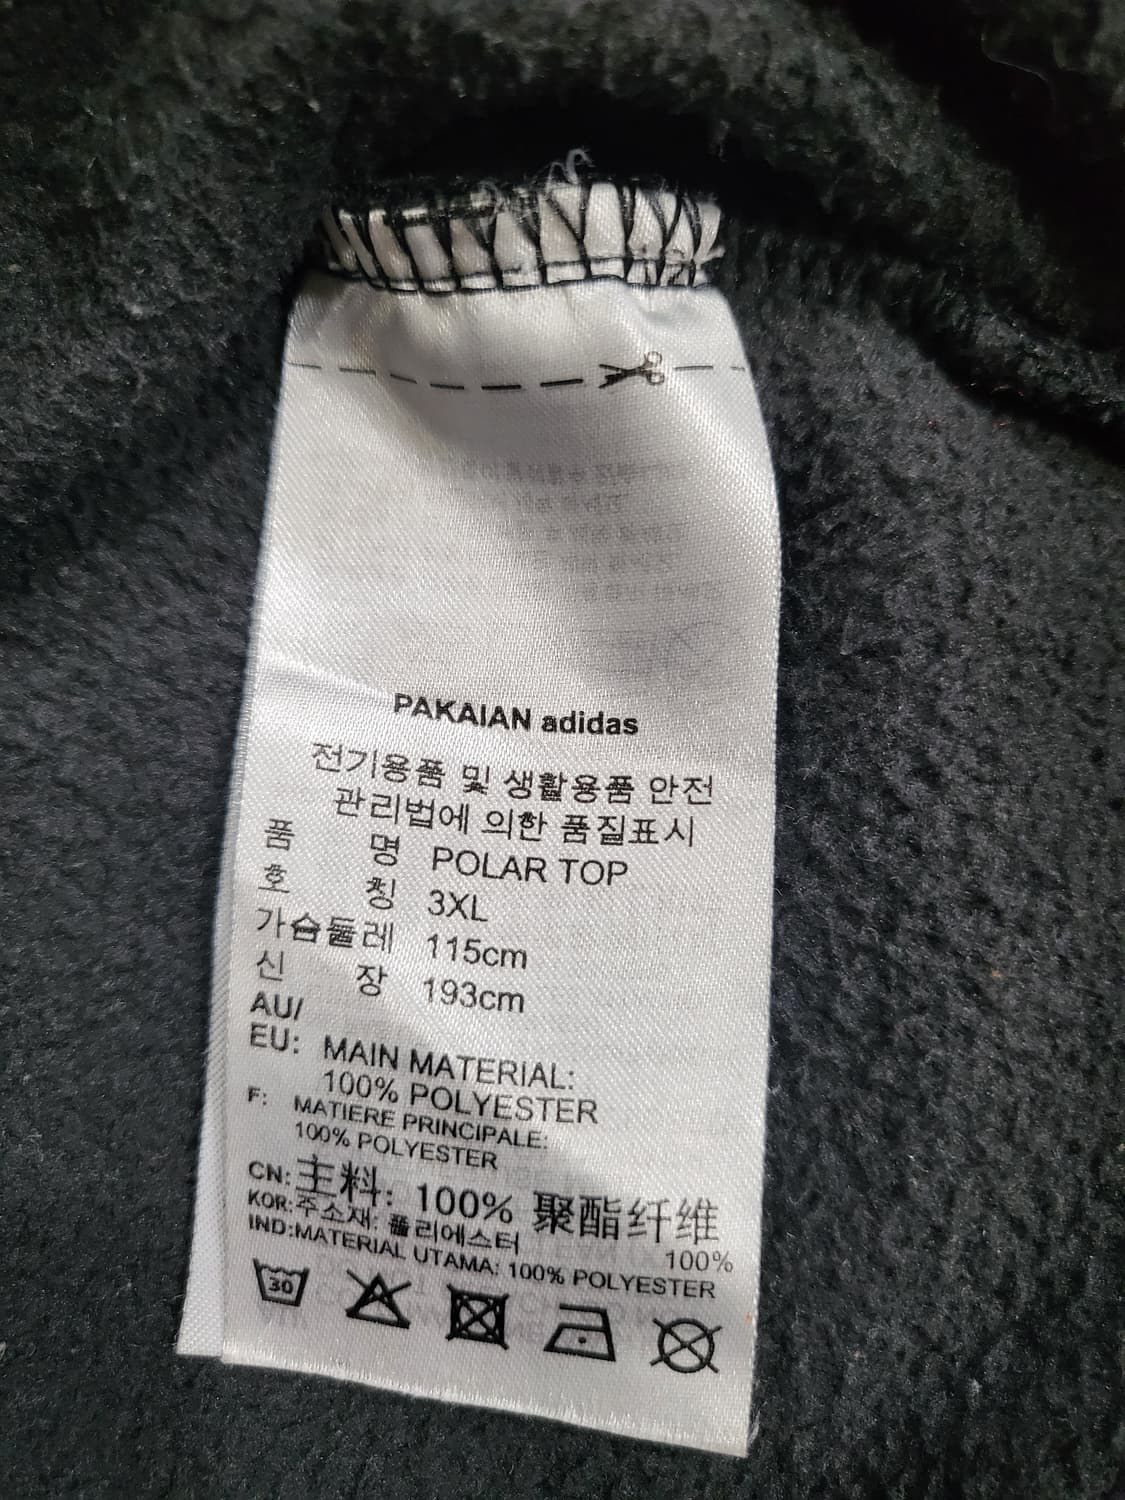 PAKAIAN adidas
전기용품 및 생활용품 안전
관리법에 의한 품질표시
품 명 POLAR TOP
호 칭 3XL
가슴둘레 115cm
신 장 193cm
AU/
EU: MAIN MATERIAL:
100% POLYESTER
F: MATIERE PRINCIPALE:
100% POLYESTER
CN: 主料: 100% 聚酯纤维
KOR:주소재: 폴리에스터 100%
IND:MATERIAL UTAMA: 100% POLYESTER
30